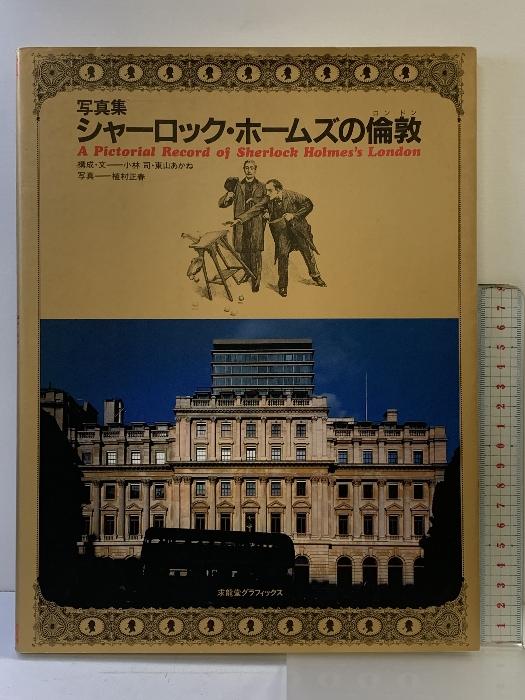 写真集
ロンドン
シャーロック・ホームズの倫敦
A Pictorial Record of Sherlock Holmes's London
構成・文──小林 司・東山あかね
写真──植村正春
求龍堂グラフィックス